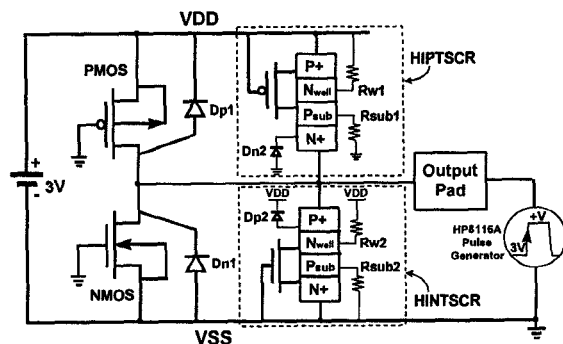 VDD
PMOS
Dp1
P+
Nwell
Psub
N+
Rw1
Rsub1
Dn2
HIPTSCR
+
3V
-
Output
Pad
HP8116A
Pulse
Generator
+V
3V
VDD
VDD
Dp2
P+
Nwell
Psub
N+
Rw2
Rsub2
HINTSCR
Dn1
NMOS
VSS